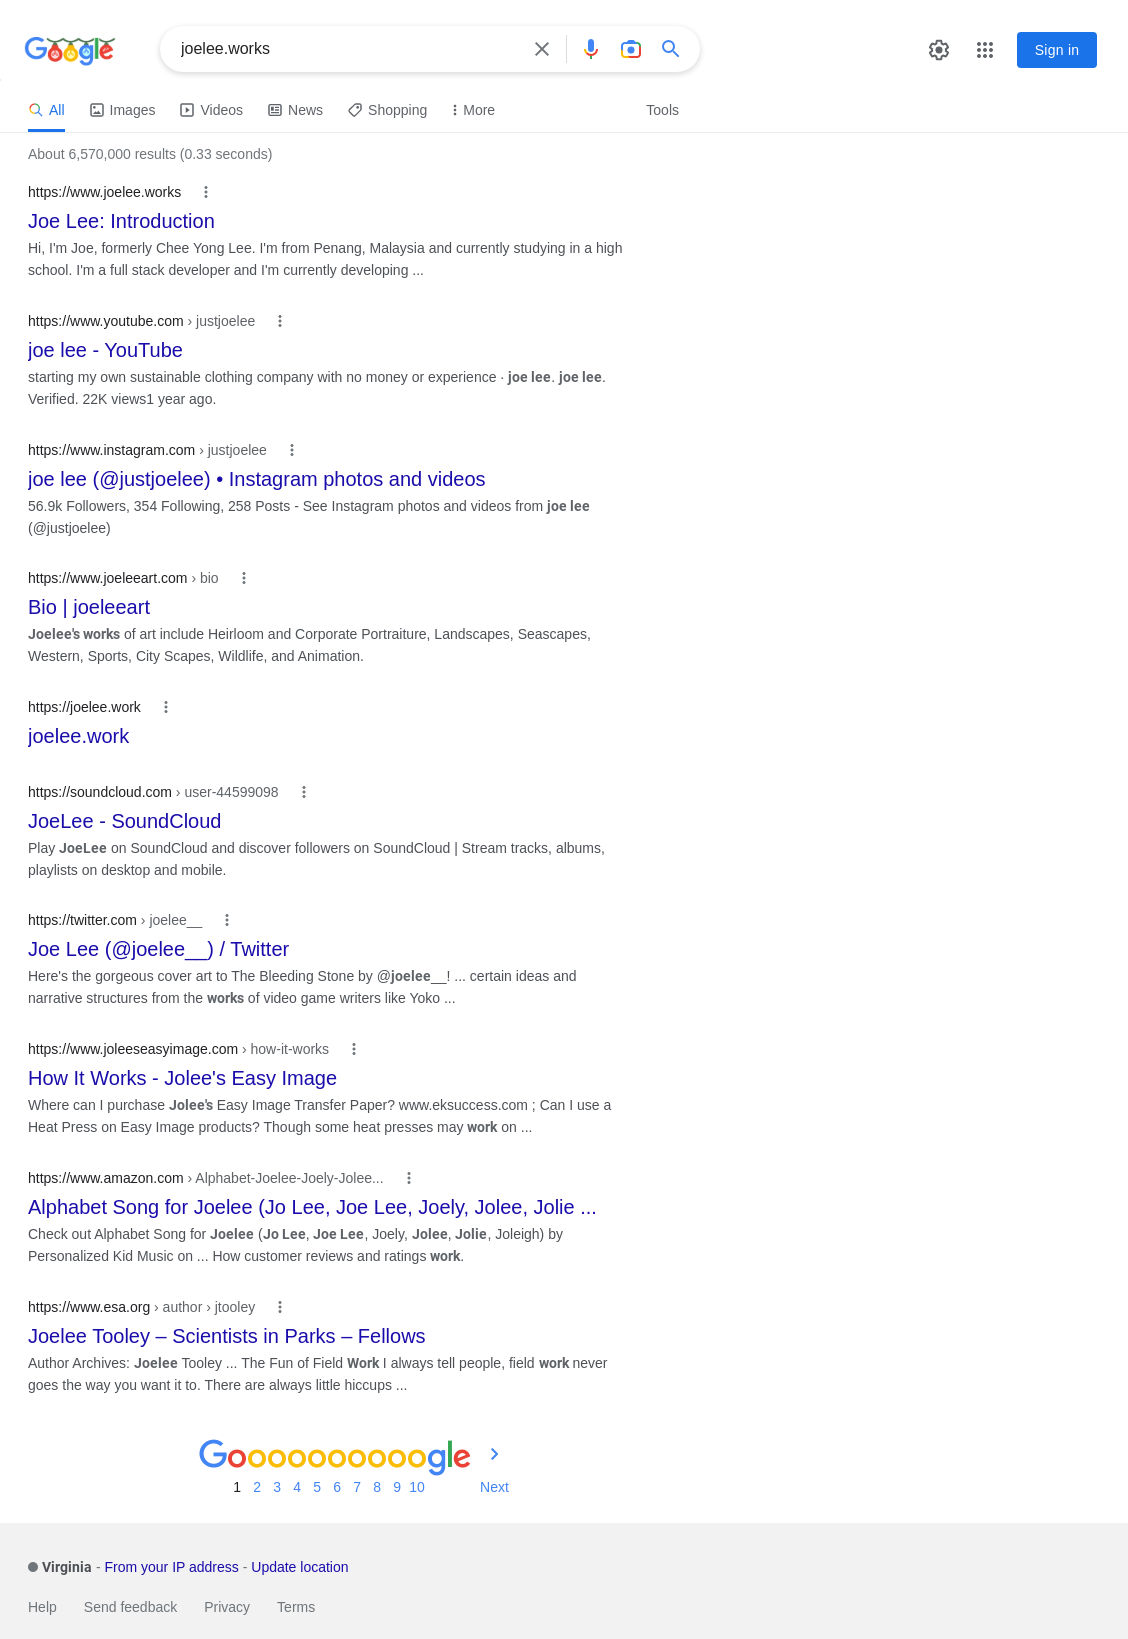 Google
joelee.works
Sign in
All
Images
Videos
News
Shopping
More
Tools
About 6,570,000 results (0.33 seconds)
https://www.joelee.works
Joe Lee: Introduction
Hi, I'm Joe, formerly Chee Yong Lee. I'm from Penang, Malaysia and currently studying in a high
school. I'm a full stack developer and I'm currently developing ...
https://www.youtube.com › justjoelee
joe lee - YouTube
starting my own sustainable clothing company with no money or experience · joe lee. joe lee.
Verified. 22K views1 year ago.
https://www.instagram.com › justjoelee
joe lee (@justjoelee) • Instagram photos and videos
56.9k Followers, 354 Following, 258 Posts - See Instagram photos and videos from joe lee
(@justjoelee)
https://www.joeleeart.com › bio
Bio | joeleeart
Joelee's works of art include Heirloom and Corporate Portraiture, Landscapes, Seascapes,
Western, Sports, City Scapes, Wildlife, and Animation.
https://joelee.work
joelee.work
https://soundcloud.com › user-44599098
JoeLee - SoundCloud
Play JoeLee on SoundCloud and discover followers on SoundCloud | Stream tracks, albums,
playlists on desktop and mobile.
https://twitter.com › joelee__
Joe Lee (@joelee__) / Twitter
Here's the gorgeous cover art to The Bleeding Stone by @joelee__! ... certain ideas and
narrative structures from the works of video game writers like Yoko ...
https://www.joleeseasyimage.com › how-it-works
How It Works - Jolee's Easy Image
Where can I purchase Jolee's Easy Image Transfer Paper? www.eksuccess.com ; Can I use a
Heat Press on Easy Image products? Though some heat presses may work on ...
https://www.amazon.com › Alphabet-Joelee-Joely-Jolee...
Alphabet Song for Joelee (Jo Lee, Joe Lee, Joely, Jolee, Jolie ...
Check out Alphabet Song for Joelee (Jo Lee, Joe Lee, Joely, Jolee, Jolie, Joleigh) by
Personalized Kid Music on ... How customer reviews and ratings work.
https://www.esa.org › author › jtooley
Joelee Tooley – Scientists in Parks – Fellows
Author Archives: Joelee Tooley ... The Fun of Field Work I always tell people, field work never
goes the way you want it to. There are always little hiccups ...
Goooooooooogle
1 2 3 4 5 6 7 8 9 10 Next
Virginia - From your IP address - Update location
Help Send feedback Privacy Terms